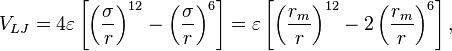 V_{LJ} = 4\varepsilon \left[ \left( \frac{\sigma}{r} \right)^{12} - \left( \frac{\sigma}{r} \right)^{6} \right] = \varepsilon \left[ \left( \frac{r_m}{r} \right)^{12} - 2 \left( \frac{r_m}{r} \right)^{6} \right],